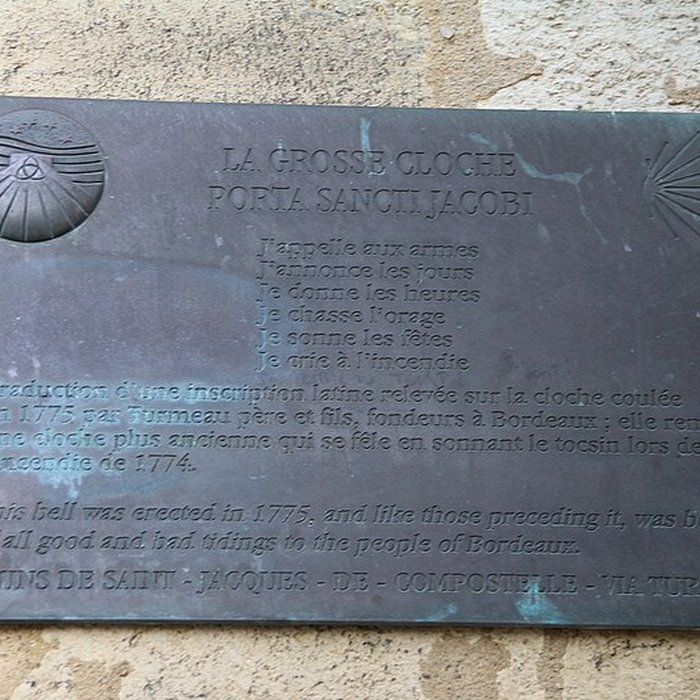 LA GROSSE CLOCHE
PORTA SANCTI JACOBI
J'appelle aux armes
J'annonce les jours
Je donne les heures
Je chasse l'orage
Je sonne les fêtes
Je crie à l'incendie
raduction d'une inscription latine relevée sur la cloche coulée
n 1775 par Turmeau père et fils, fondeurs à Bordeaux ; elle ren
ne cloche plus ancienne qui se fêle en sonnant le tocsin lors de
incendie de 1774.
his bell was erected in 1775, and like those preceding it, was b
all good and bad tidings to the people of Bordeaux.
MINS DE SAINT - JACQUES - DE - COMPOSTELLE - VIA TUR